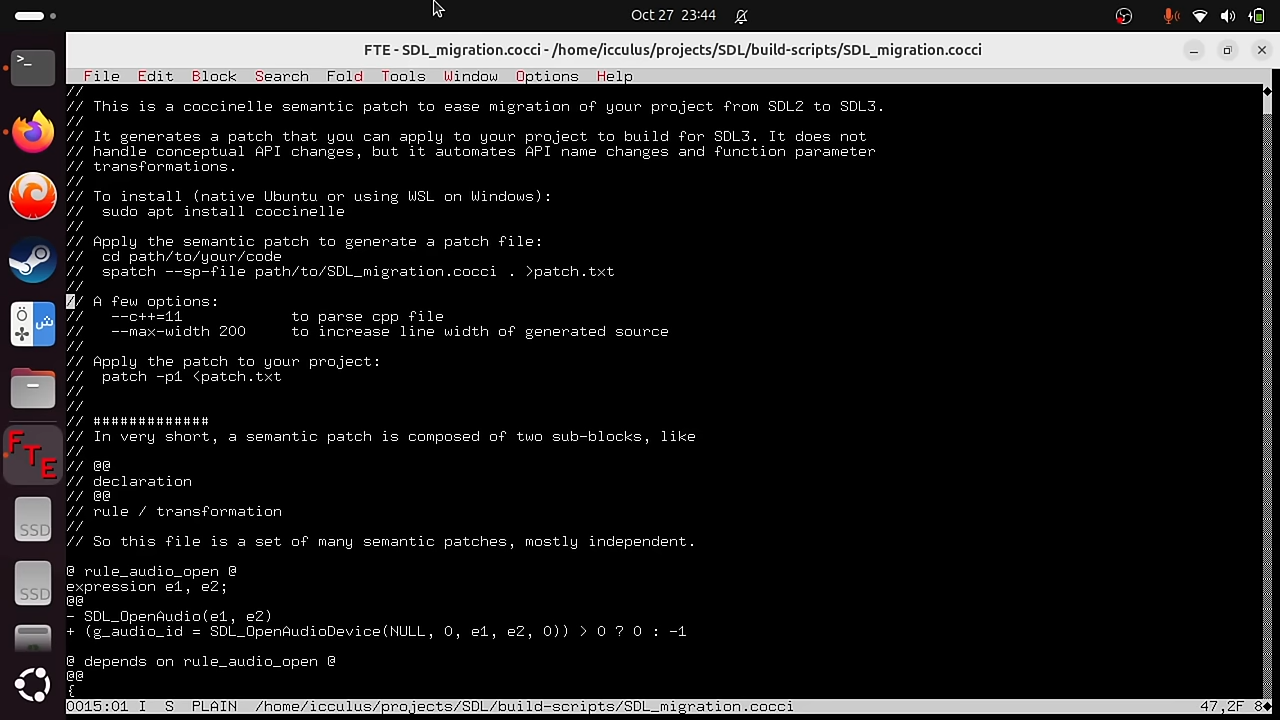 Oct 27 23:44
FTE - SDL_migration.cocci - /home/icculus/projects/SDL/build-scripts/SDL_migration.cocci
File Edit Block Search Fold Tools Window Options Help
//
// This is a coccinelle semantic patch to ease migration of your project from SDL2 to SDL3.
//
// It generates a patch that you can apply to your project to build for SDL3. It does not
// handle conceptual API changes, but it automates API name changes and function parameter
// transformations.
//
// To install (native Ubuntu or using WSL on Windows):
//  sudo apt install coccinelle
//
// Apply the semantic patch to generate a patch file:
//  cd path/to/your/code
//  spatch --sp-file path/to/SDL_migration.cocci . >patch.txt
//
// A few options:
//   --c++=11            to parse cpp file
//   --max-width 200     to increase line width of generated source
//
// Apply the patch to your project:
//  patch -p1 <patch.txt
//
//
// #############
// In very short, a semantic patch is composed of two sub-blocks, like
//
// @@
// declaration
// @@
// rule / transformation
//
// So this file is a set of many semantic patches, mostly independent.
@ rule_audio_open @
expression e1, e2;
@@
- SDL_OpenAudio(e1, e2)
+ (g_audio_id = SDL_OpenAudioDevice(NULL, 0, e1, e2, 0)) > 0 ? 0 : -1
@ depends on rule_audio_open @
@@
{
FTE
SSD
SSD
0015:01 I  S  PLAIN  /home/icculus/projects/SDL/build-scripts/SDL_migration.cocci 47,2F 8